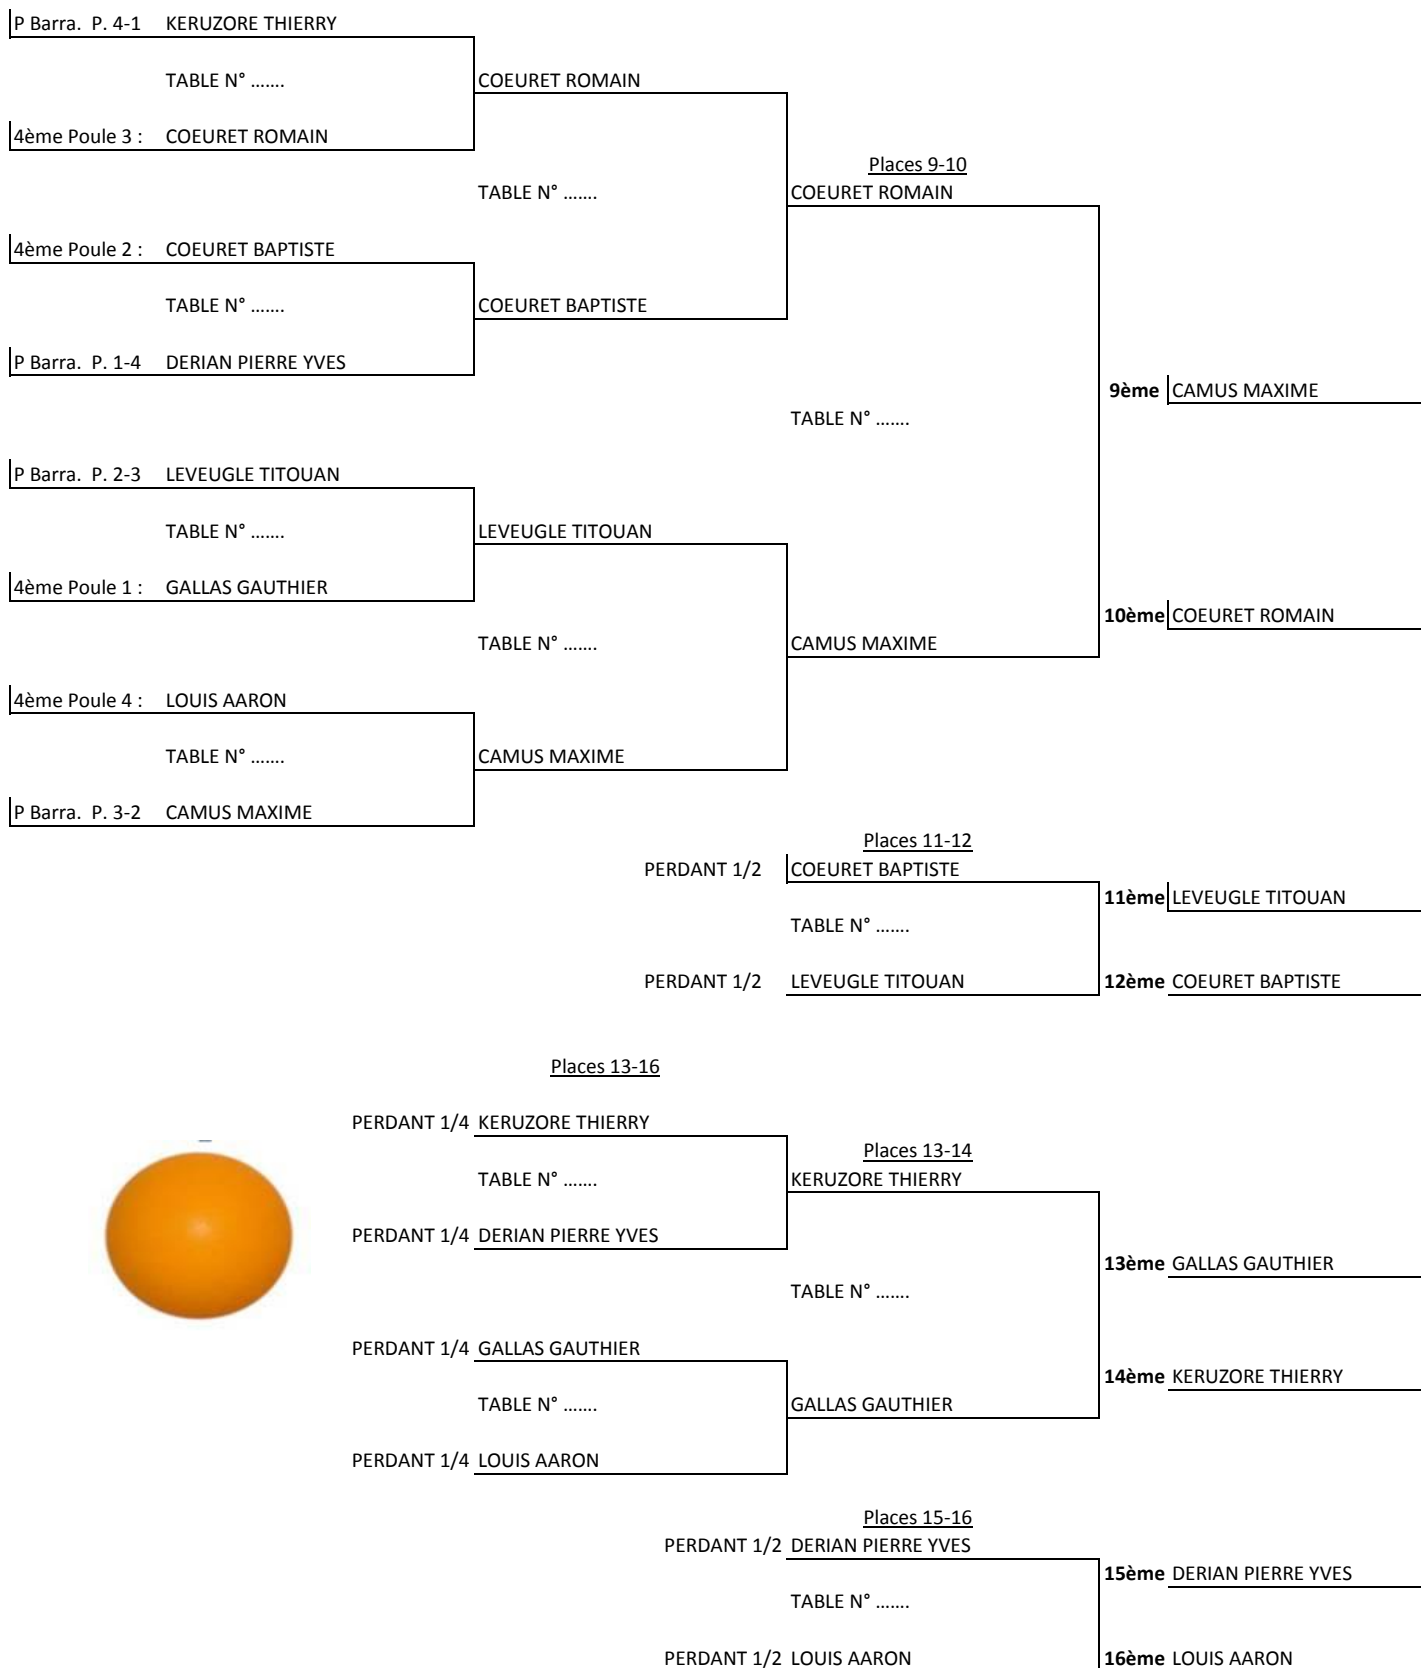 P Barra. P. 4-1 KERUZORE THIERRY
TABLE N° ....... COEURET ROMAIN
4ème Poule 3 : COEURET ROMAIN
Places 9-10
TABLE N° ....... COEURET ROMAIN
4ème Poule 2 : COEURET BAPTISTE
TABLE N° ....... COEURET BAPTISTE
P Barra. P. 1-4 DERIAN PIERRE YVES
9ème CAMUS MAXIME
TABLE N° .......
P Barra. P. 2-3 LEVEUGLE TITOUAN
TABLE N° ....... LEVEUGLE TITOUAN
4ème Poule 1 : GALLAS GAUTHIER
10ème COEURET ROMAIN
TABLE N° ....... CAMUS MAXIME
4ème Poule 4 : LOUIS AARON
TABLE N° ....... CAMUS MAXIME
P Barra. P. 3-2 CAMUS MAXIME
Places 11-12
PERDANT 1/2 COEURET BAPTISTE
11ème LEVEUGLE TITOUAN
TABLE N° .......
PERDANT 1/2 LEVEUGLE TITOUAN 12ème COEURET BAPTISTE
Places 13-16
PERDANT 1/4 KERUZORE THIERRY
Places 13-14
TABLE N° ....... KERUZORE THIERRY
PERDANT 1/4 DERIAN PIERRE YVES
13ème GALLAS GAUTHIER
TABLE N° .......
PERDANT 1/4 GALLAS GAUTHIER
14ème KERUZORE THIERRY
TABLE N° ....... GALLAS GAUTHIER
PERDANT 1/4 LOUIS AARON
Places 15-16
PERDANT 1/2 DERIAN PIERRE YVES
15ème DERIAN PIERRE YVES
TABLE N° .......
PERDANT 1/2 LOUIS AARON 16ème LOUIS AARON